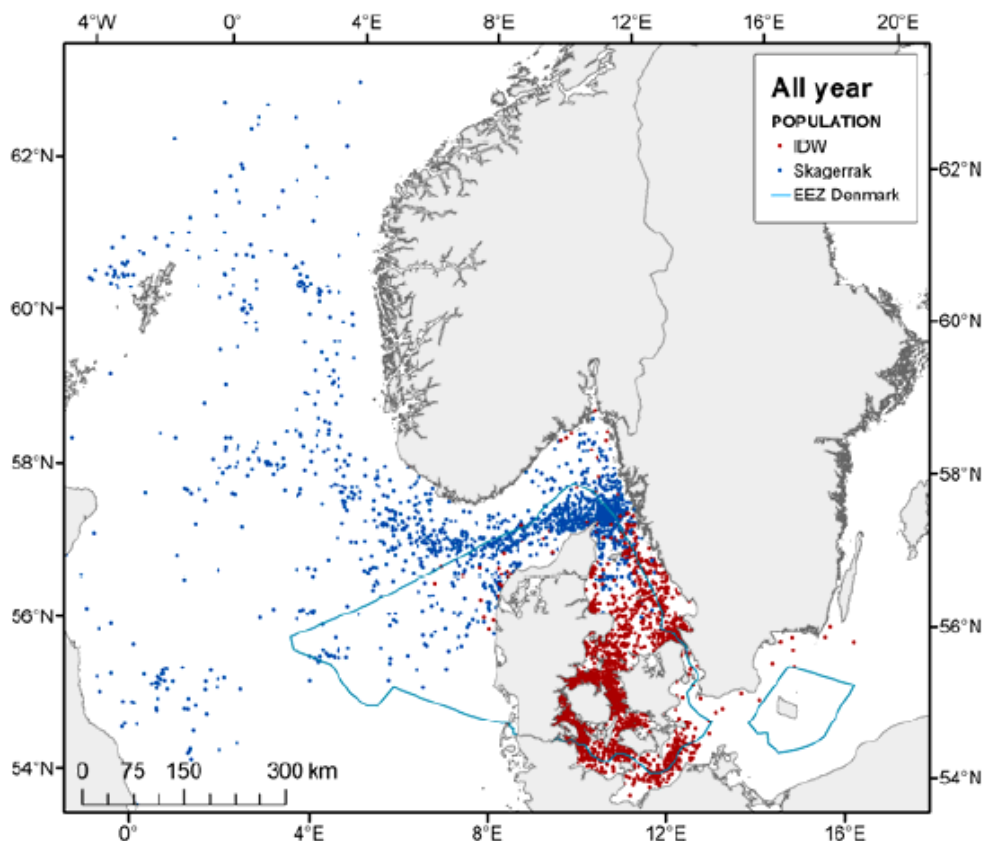 4°W 0° 4°E 8°E 12°E 16°E 20°E
All year
POPULATION
IDW
Skagerrak
EEZ Denmark
62°N 62°N
60°N 60°N
58°N 58°N
56°N 56°N
54°N 54°N
0 75 150 300 km
0° 4°E 8°E 12°E 16°E